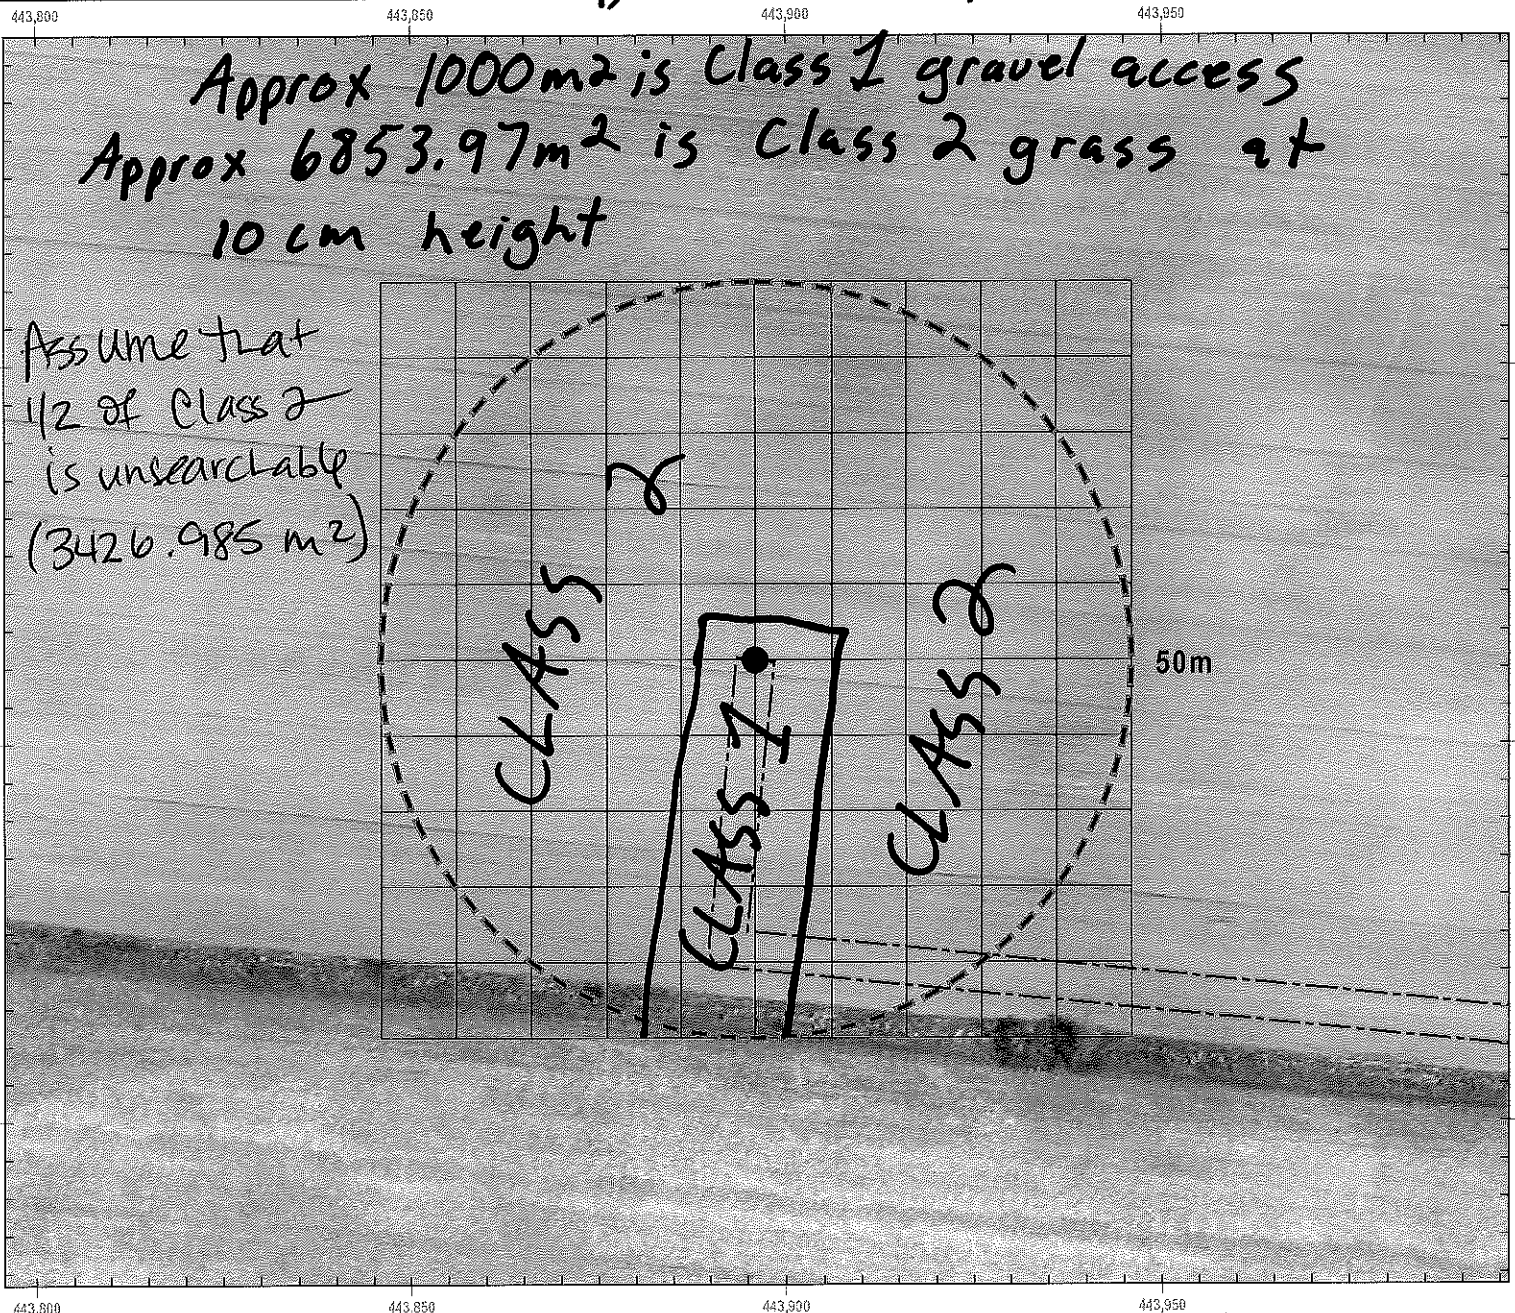 443,800 443,850 443,900 443,950
Approx 1000m2 is Class 1 gravel access
Approx 6853.97m² is Class 2 grass at
10 cm height
Assume that
1/2 of Class 2
is unsearchable
(3426.985 m²)
CLASS 2
CLASS 1
CLASS 2
50m
443,800 443,850 443,900 443,950